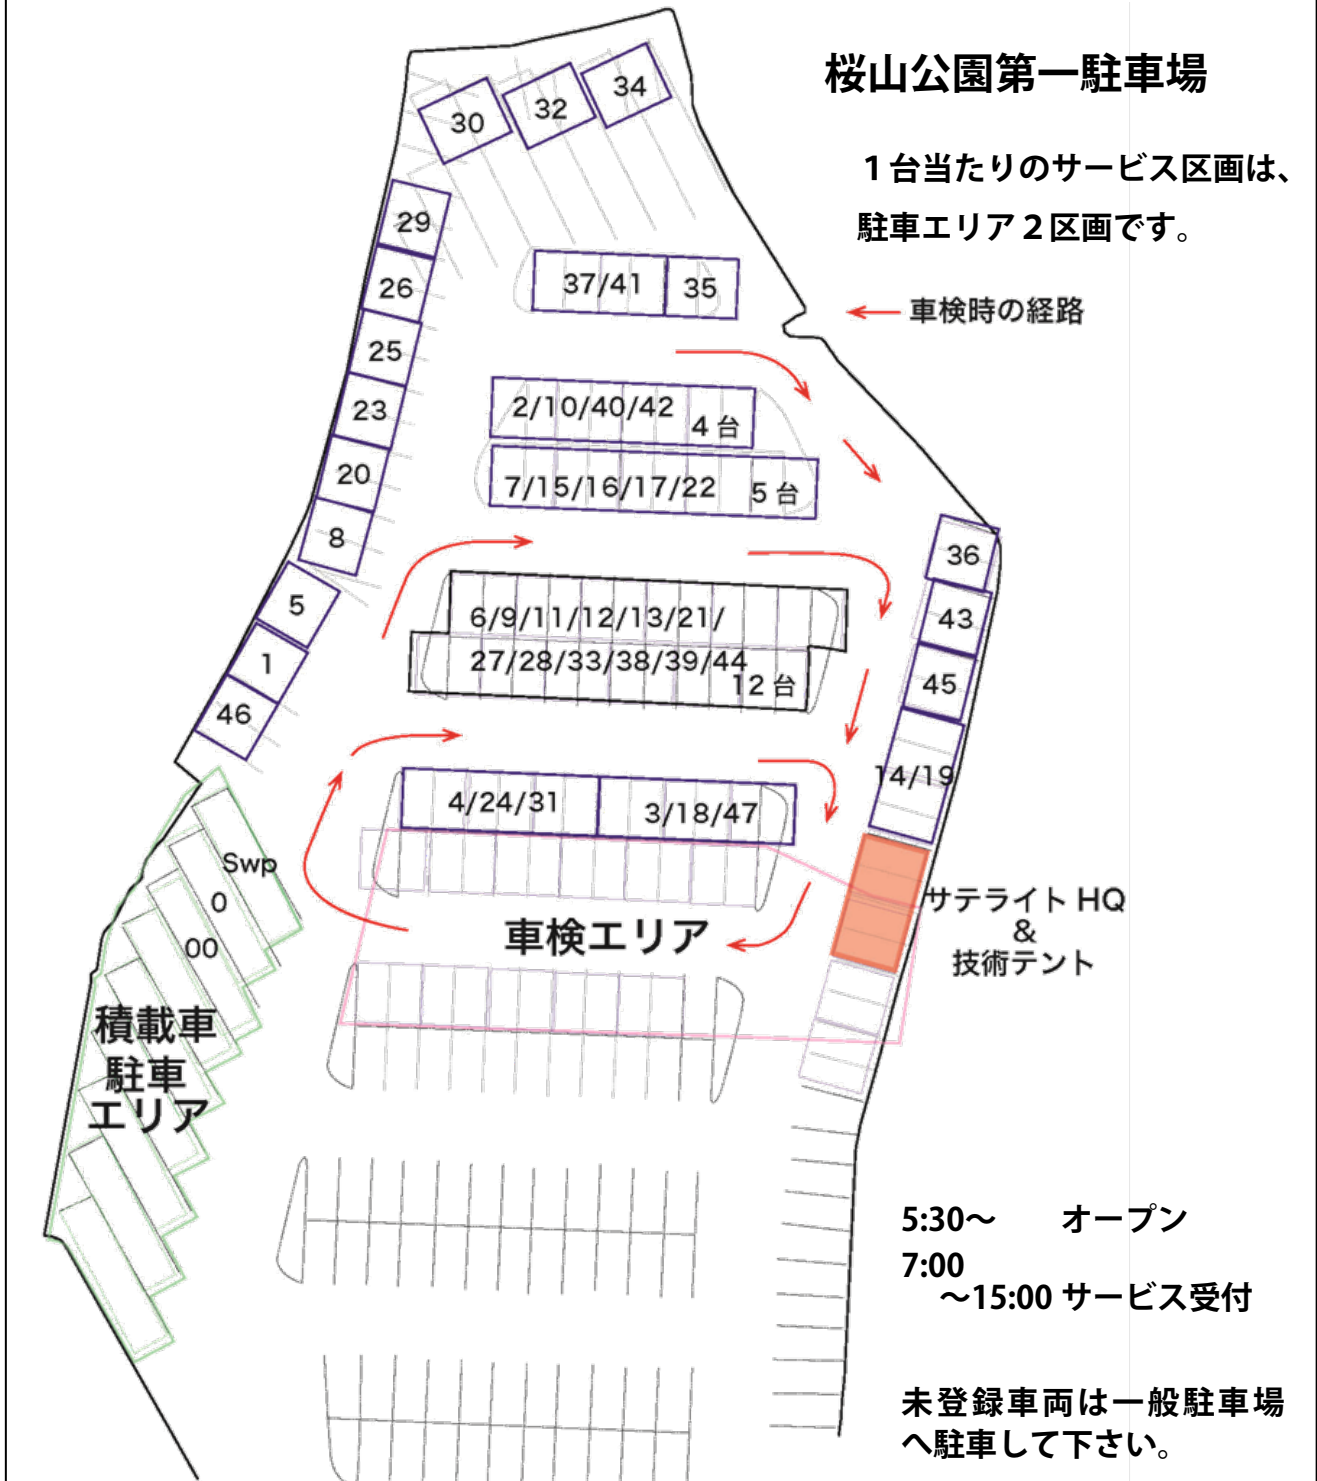 桜山公園第一駐車場
1台当たりのサービス区画は、
駐車エリア2区画です。
←車検時の経路
30
32
34
29
26
25
23
20
8
5
1
46
37/41
35
2/10/40/42
4台
7/15/16/17/22
5台
6/9/11/12/13/21/
27/28/33/38/39/44
12台
4/24/31
3/18/47
36
43
45
14/19
サテライト HQ
&
技術テント
車検エリア
Swp
0
00
積載車
駐車
エリア
5:30〜 オープン
7:00
〜15:00 サービス受付
未登録車両は一般駐車場
へ駐車して下さい。